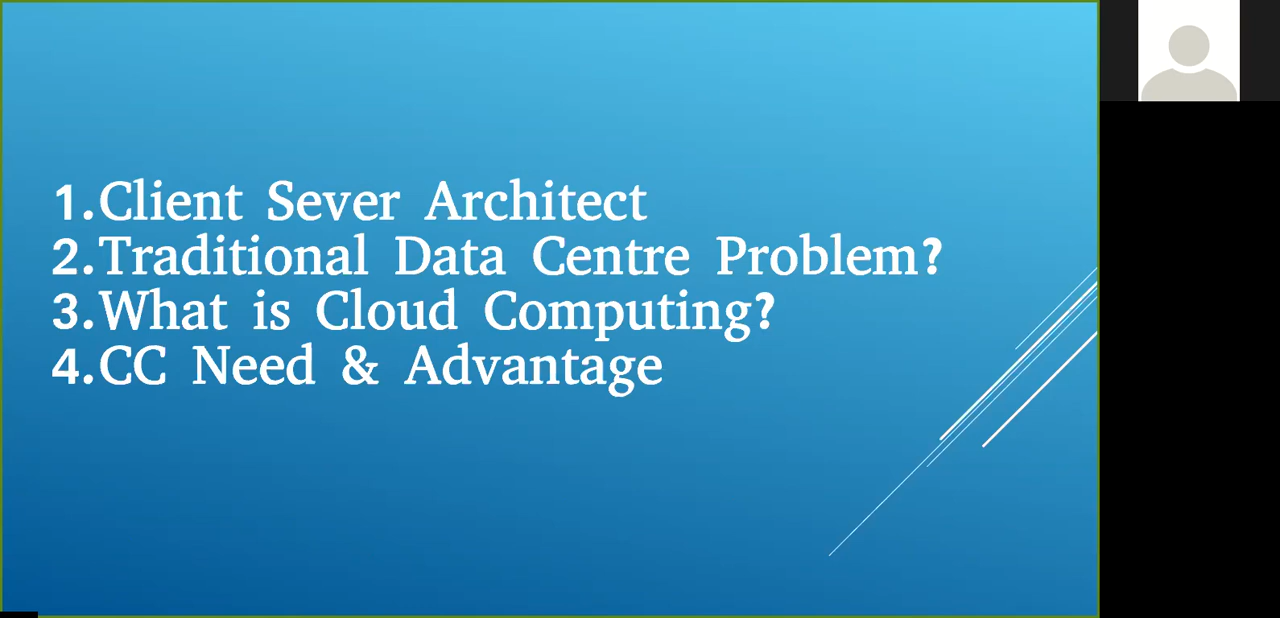 1.Client Sever Architect
2.Traditional Data Centre Problem?
3.What is Cloud Computing?
4.CC Need & Advantage